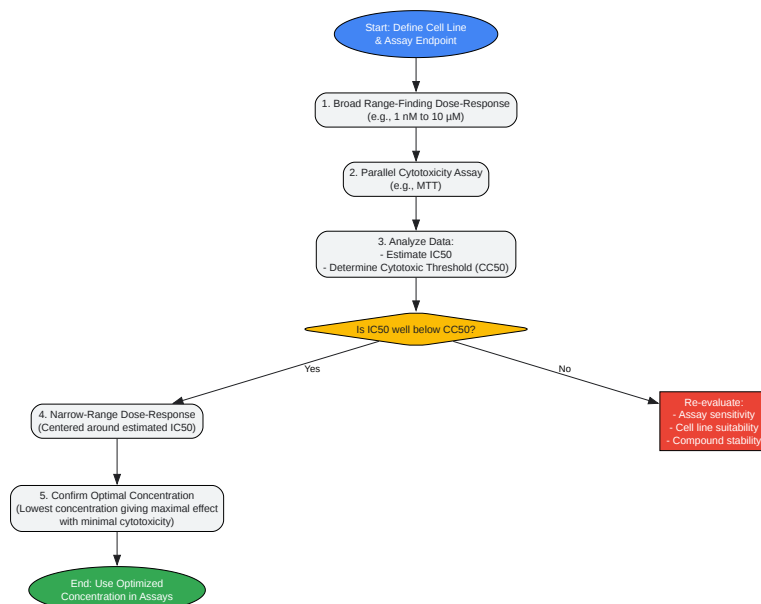 Start: Define Cell Line
& Assay Endpoint
1. Broad Range-Finding Dose-Response
(e.g., 1 nM to 10 µM)
2. Parallel Cytotoxicity Assay
(e.g., MTT)
3. Analyze Data:
- Estimate IC50
- Determine Cytotoxic Threshold (CC50)
Is IC50 well below CC50?
Yes
No
4. Narrow-Range Dose-Response
(Centered around estimated IC50)
Re-evaluate:
- Assay sensitivity
- Cell line suitability
- Compound stability
5. Confirm Optimal Concentration
(Lowest concentration giving maximal effect
with minimal cytotoxicity)
End: Use Optimized
Concentration in Assays